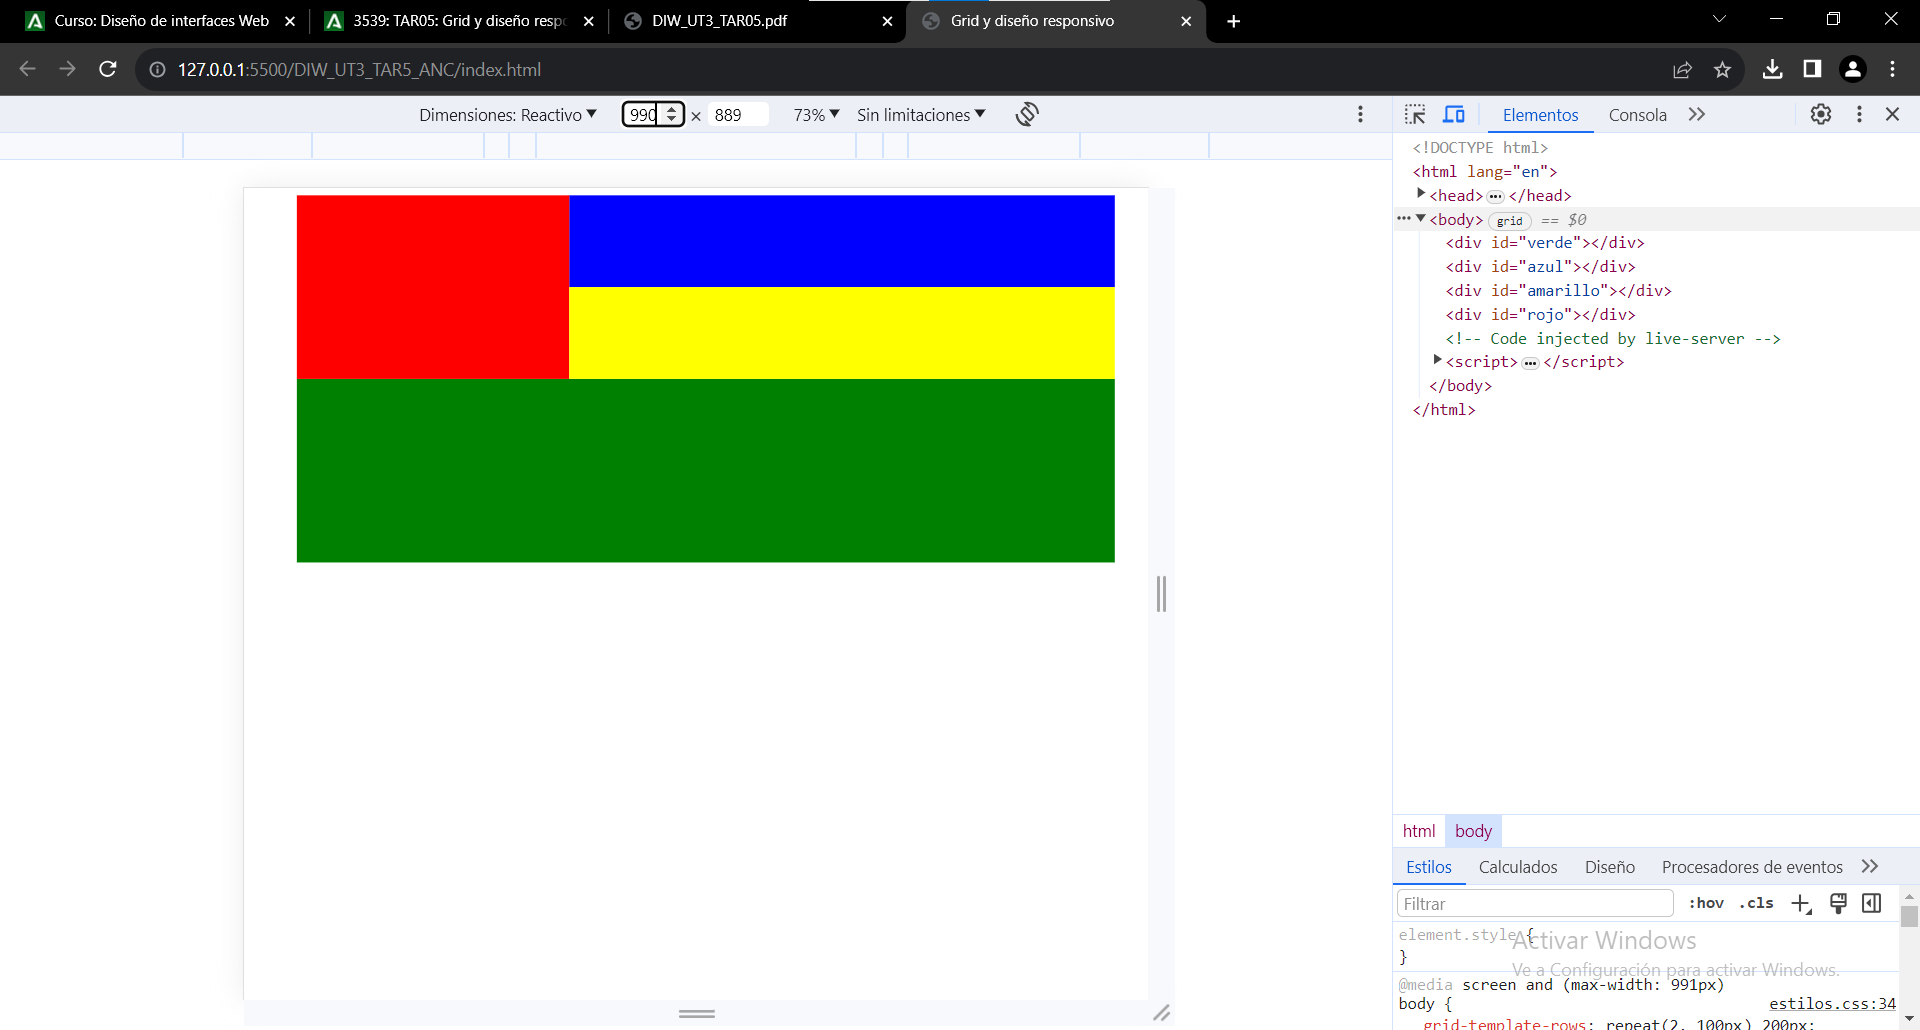 Curso: Diseño de interfaces Web
3539: TAR05: Grid y diseño resp
DIW_UT3_TAR05.pdf
Grid y diseño responsivo
127.0.0.1:5500/DIW_UT3_TAR5_ANC/index.html
Dimensiones: Reactivo 990 × 889 73% Sin limitaciones
Elementos Consola
<!DOCTYPE html>
<html lang="en">
<head> ••• </head>
••• <body> grid == $0
<div id="verde"></div>
<div id="azul"></div>
<div id="amarillo"></div>
<div id="rojo"></div>
<!-- Code injected by live-server -->
<script> ••• </script>
</body>
</html>
html body
Estilos Calculados Diseño Procesadores de eventos
Filtrar :hov .cls
element.style {
}
Activar Windows
Ve a Configuración para activar Windows.
@media screen and (max-width: 991px)
body { estilos.css:34
grid-template-rows: repeat(2, 100px) 200px;